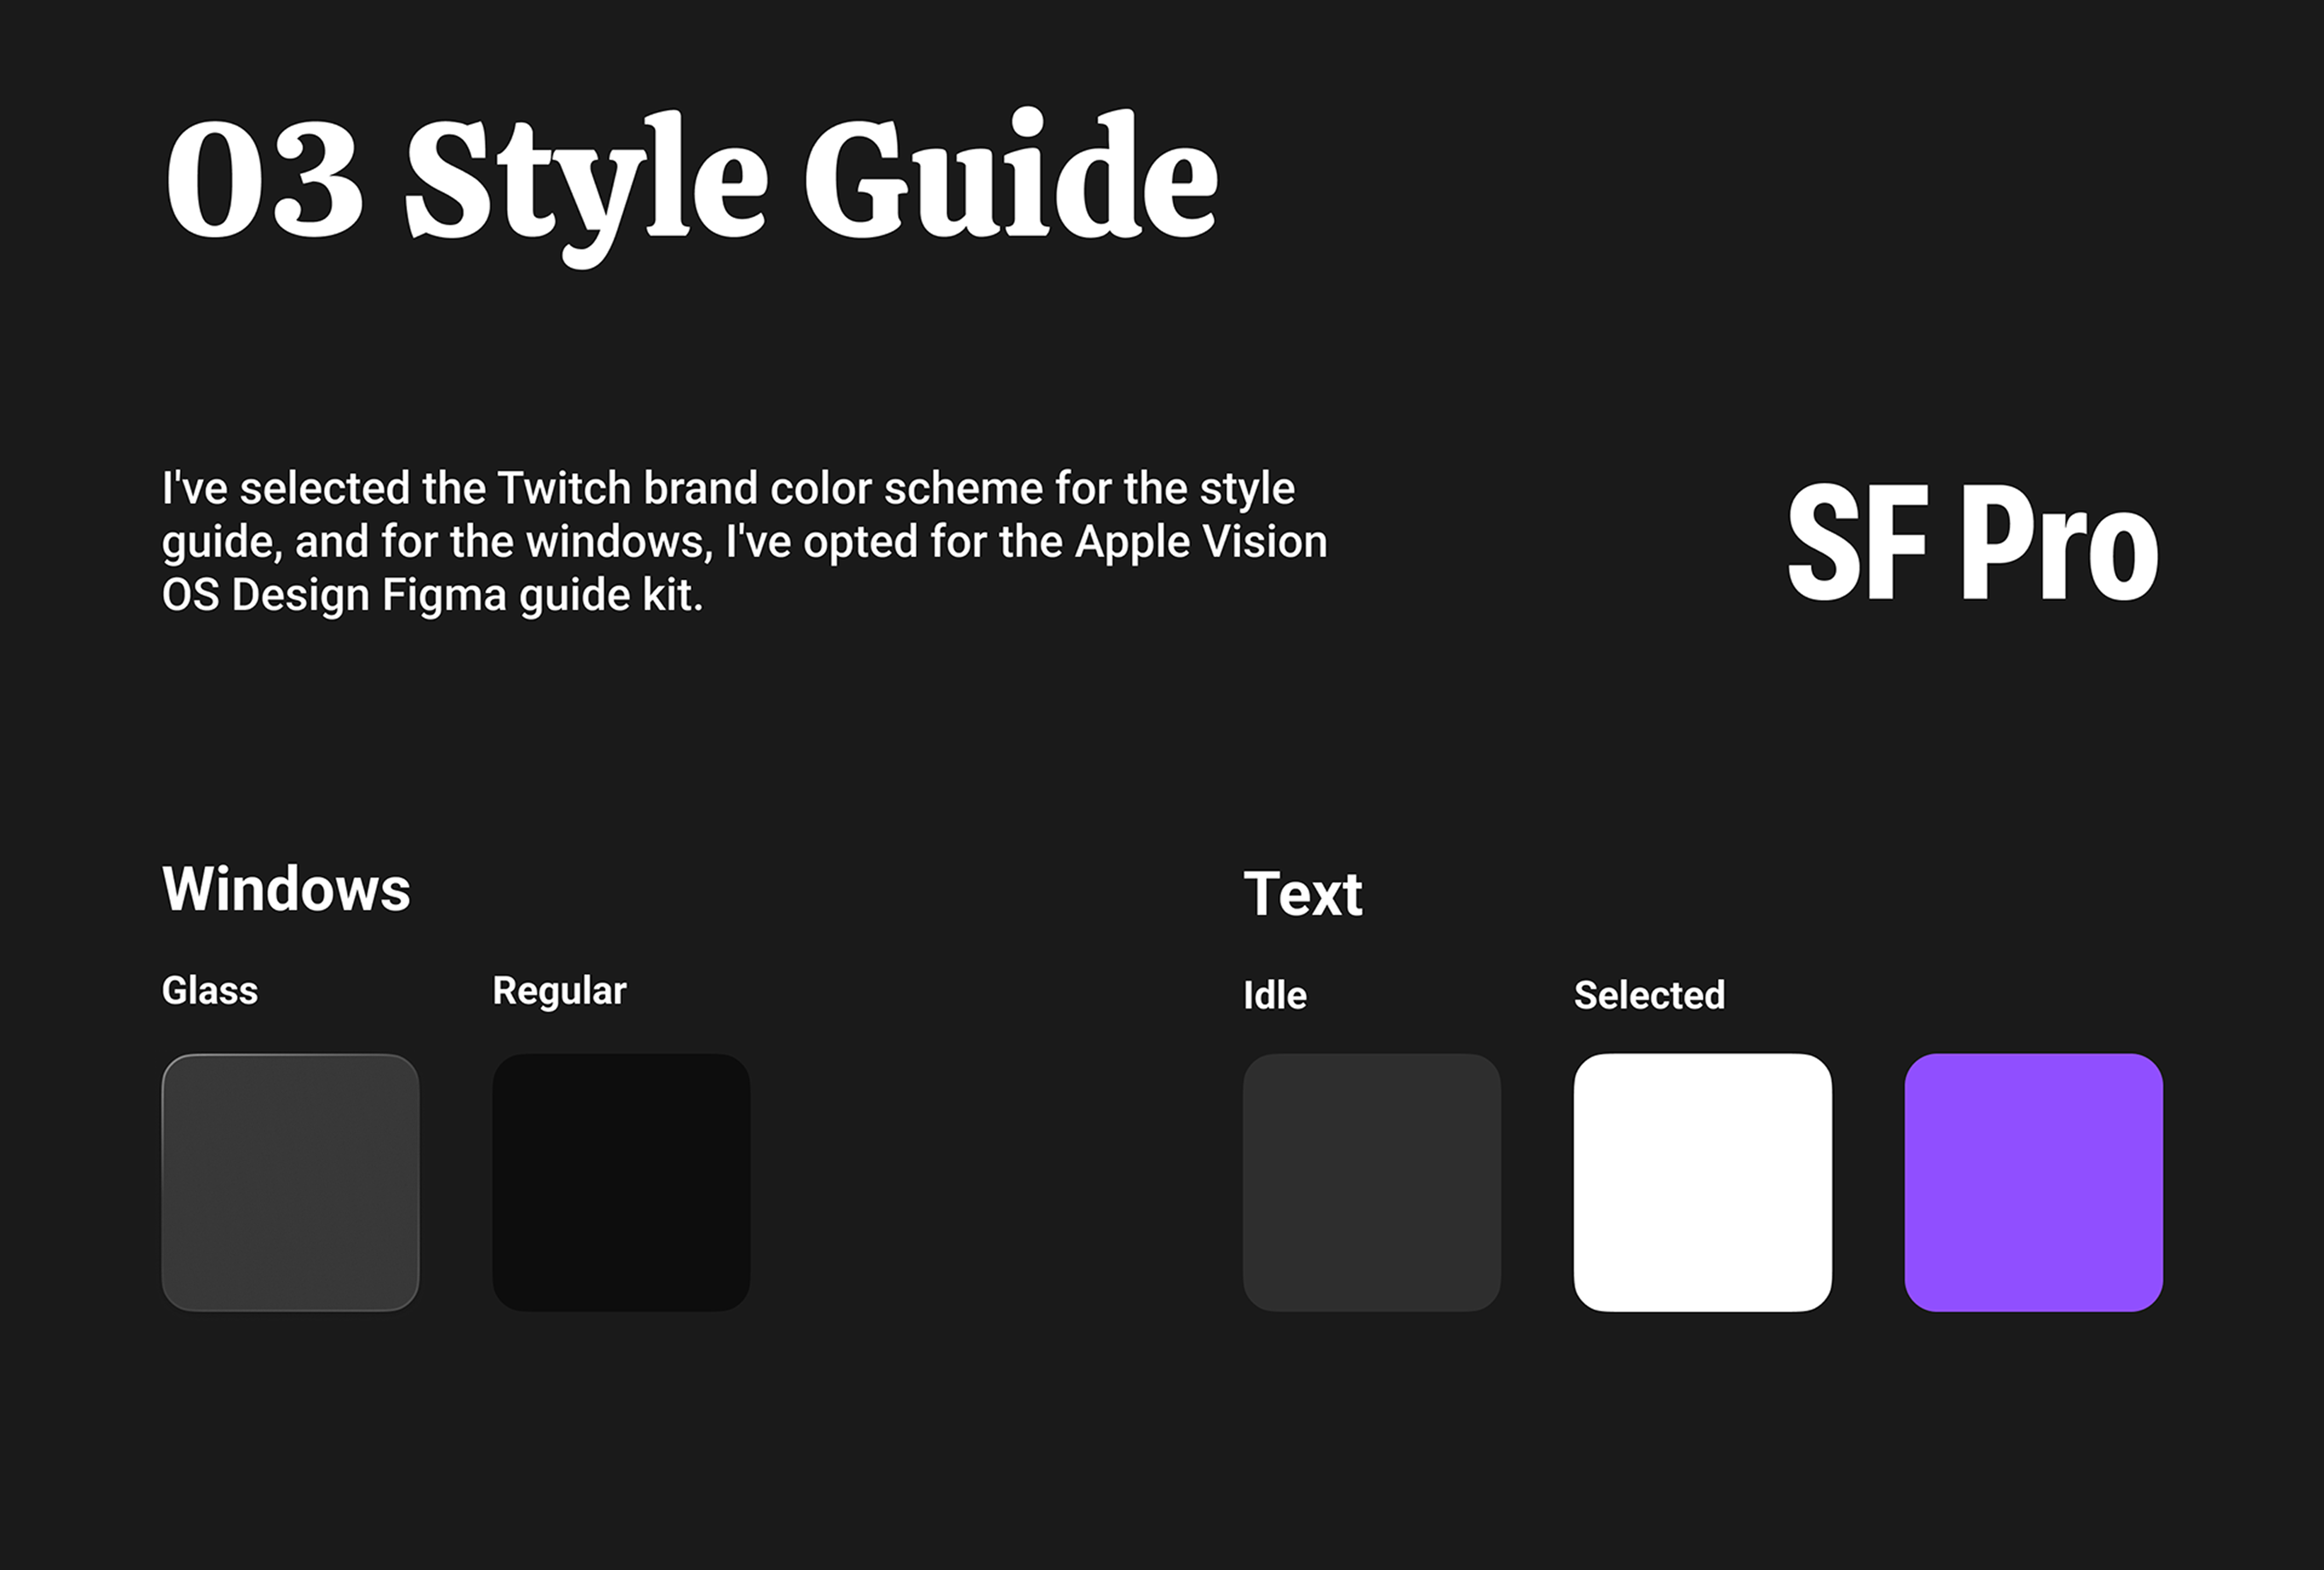 03 Style Guide
I've selected the Twitch brand color scheme for the style
guide, and for the windows, I've opted for the Apple Vision
OS Design Figma guide kit.
SF Pro
Windows
Glass
Regular
Text
Idle
Selected